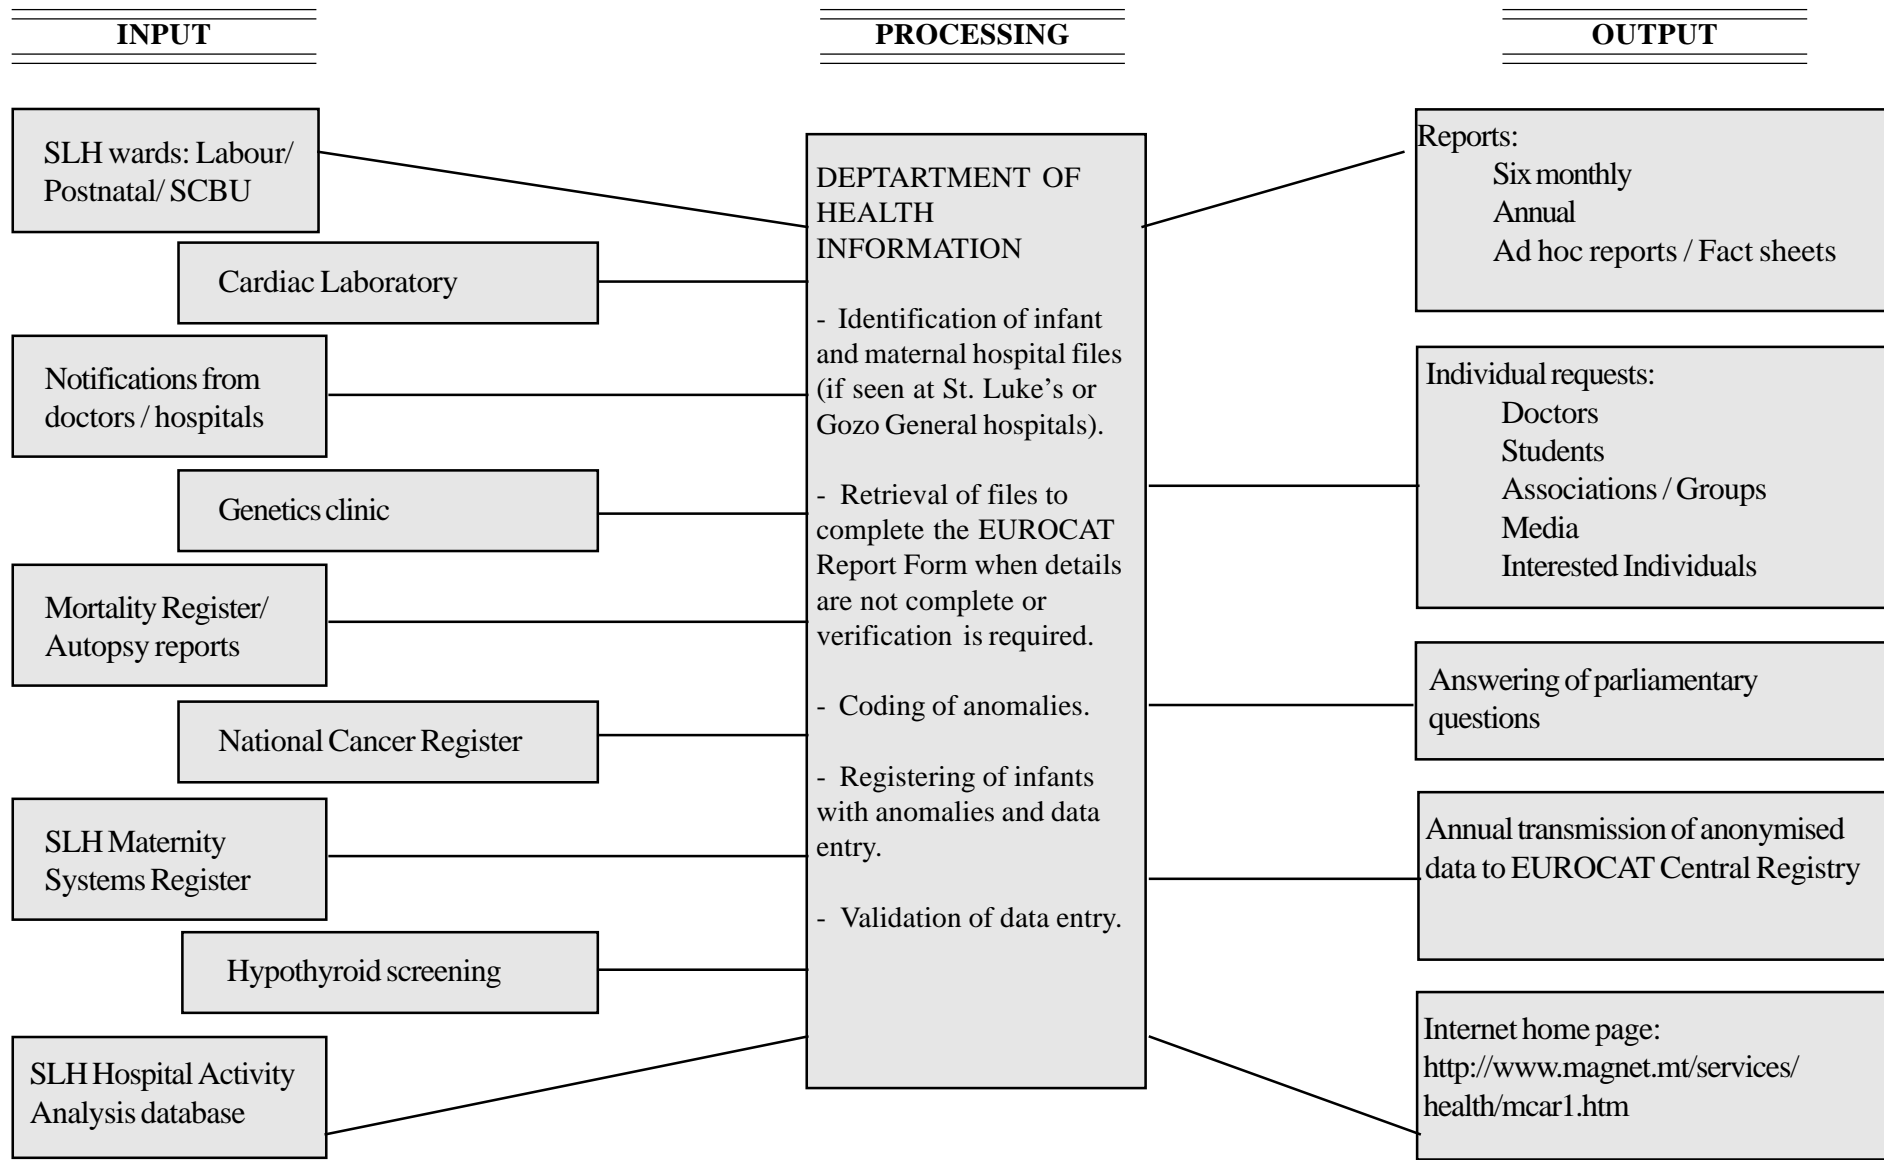 INPUT
PROCESSING
OUTPUT
SLH wards: Labour/
Postnatal/ SCBU
Cardiac Laboratory
Notifications from
doctors / hospitals
Genetics clinic
Mortality Register/
Autopsy reports
National Cancer Register
SLH Maternity
Systems Register
Hypothyroid screening
SLH Hospital Activity
Analysis database
DEPTARTMENT OF
HEALTH
INFORMATION
- Identification of infant
and maternal hospital files
(if seen at St. Luke's or
Gozo General hospitals).
- Retrieval of files to
complete the EUROCAT
Report Form when details
are not complete or
verification is required.
- Coding of anomalies.
- Registering of infants
with anomalies and data
entry.
- Validation of data entry.
Reports:
Six monthly
Annual
Ad hoc reports / Fact sheets
Individual requests:
Doctors
Students
Associations / Groups
Media
Interested Individuals
Answering of parliamentary
questions
Annual transmission of anonymised
data to EUROCAT Central Registry
Internet home page:
http://www.magnet.mt/services/
health/mcar1.htm